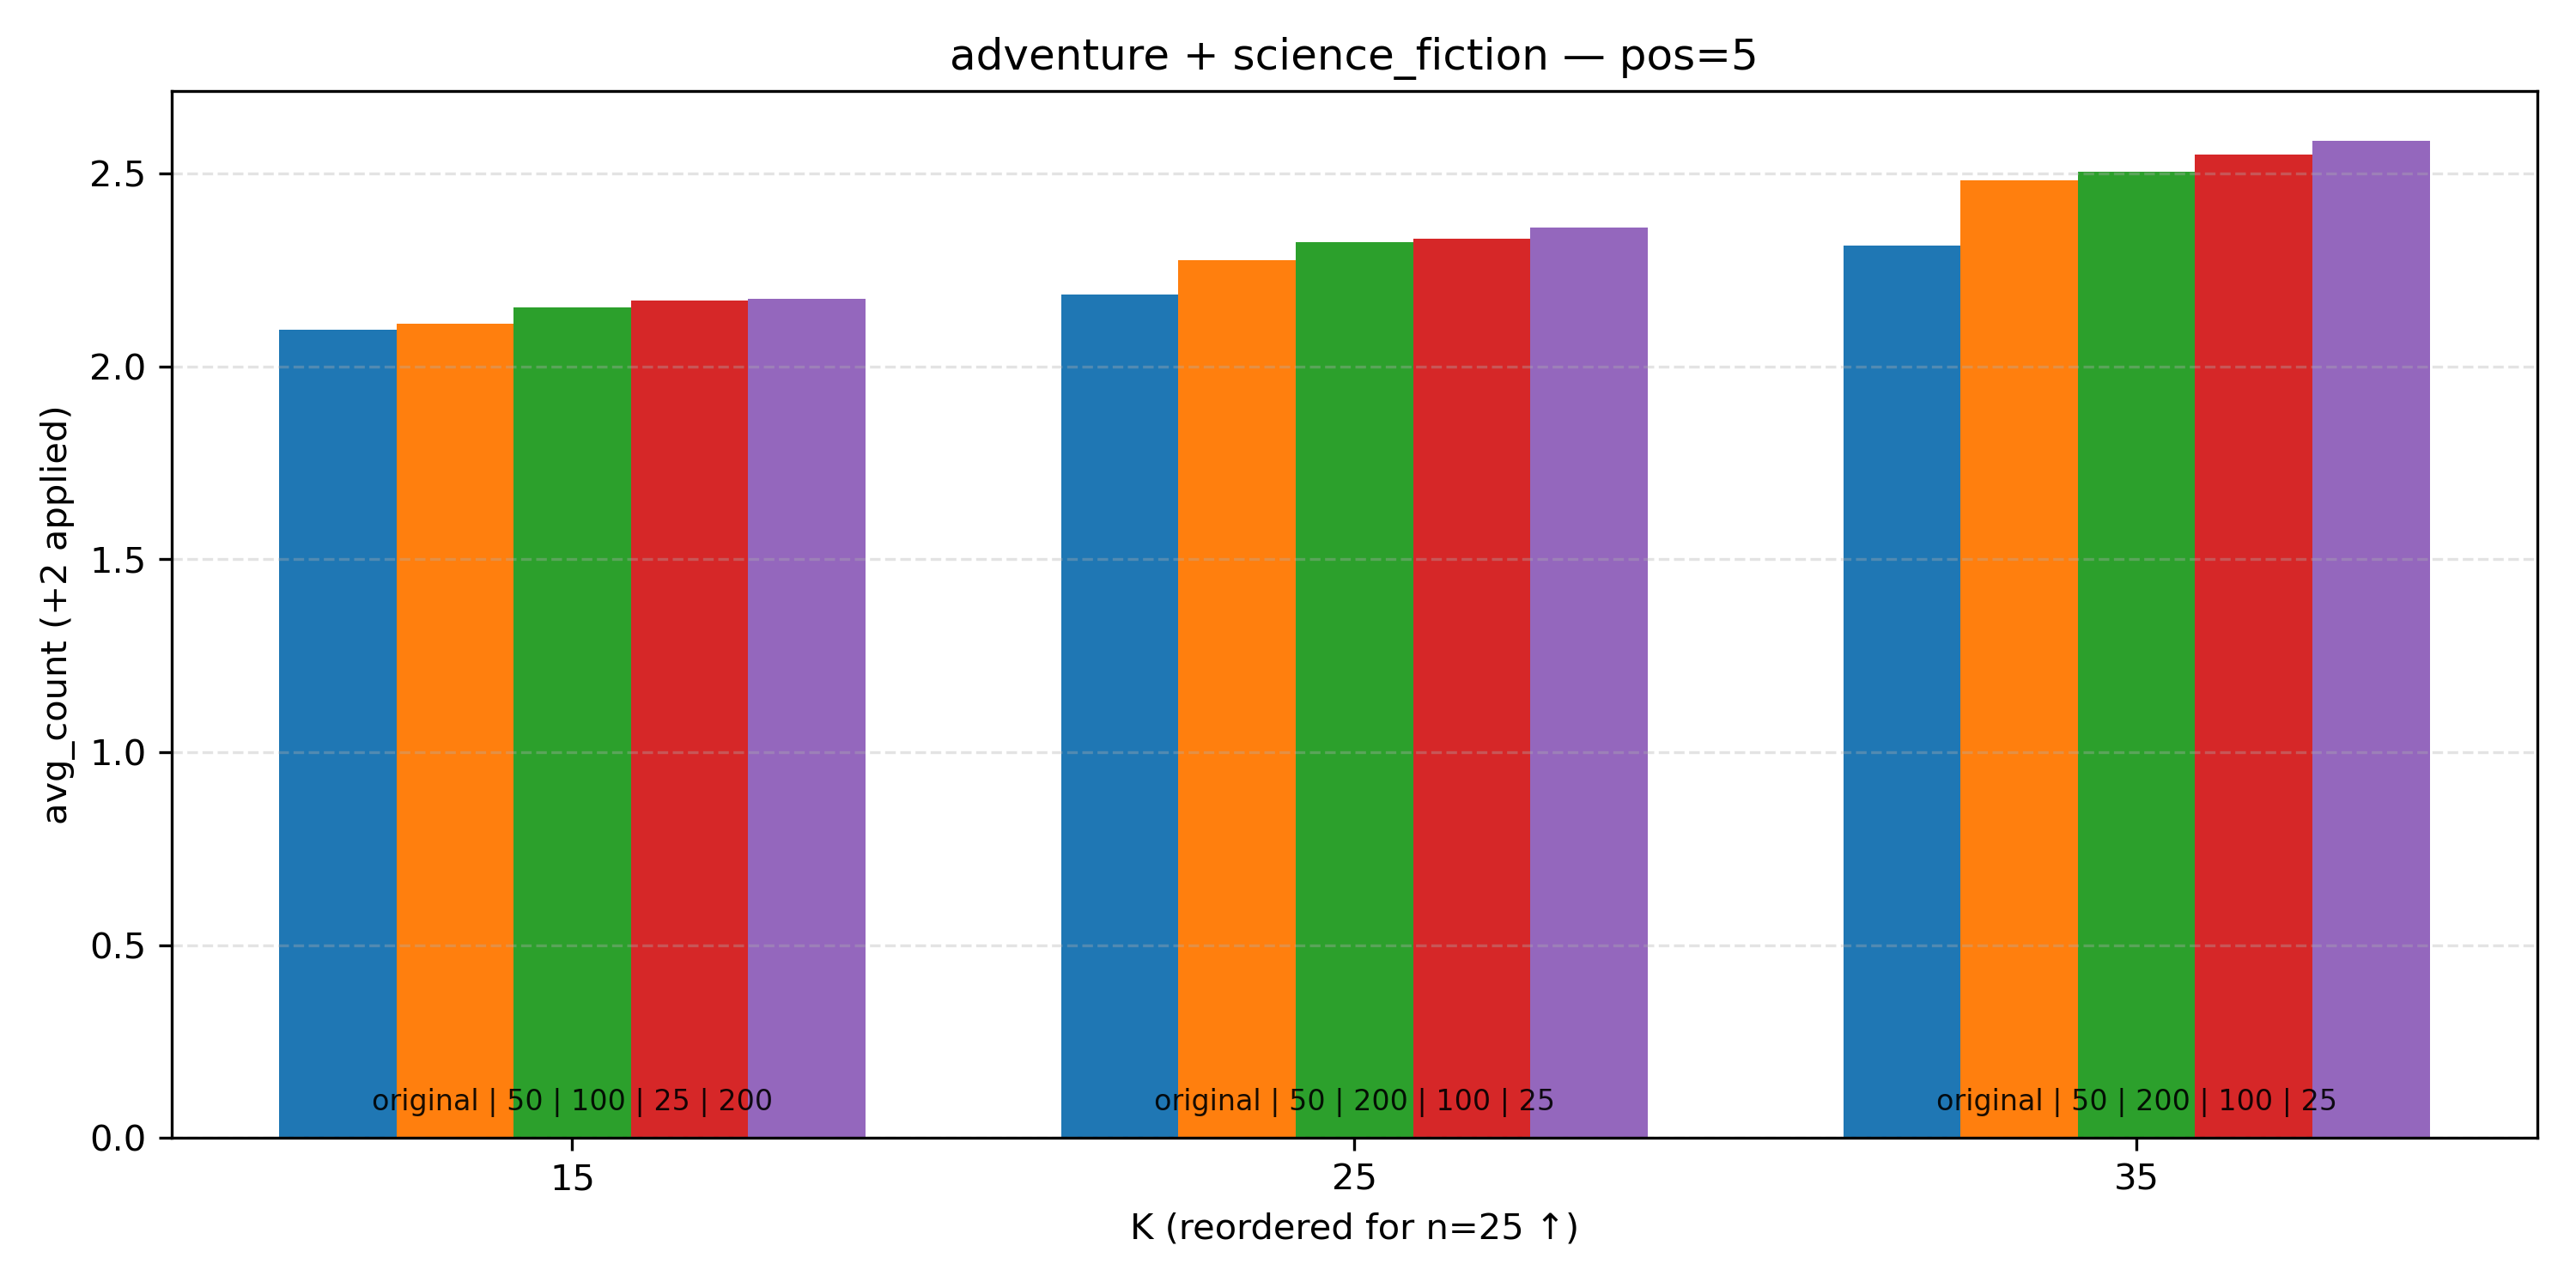 adventure + science_fiction — pos=5
avg_count (+2 applied)
2.5
2.0
1.5
1.0
0.5
0.0
original | 50 | 100 | 25 | 200
original | 50 | 200 | 100 | 25
original | 50 | 200 | 100 | 25
15
25
35
K (reordered for n=25 ↑)